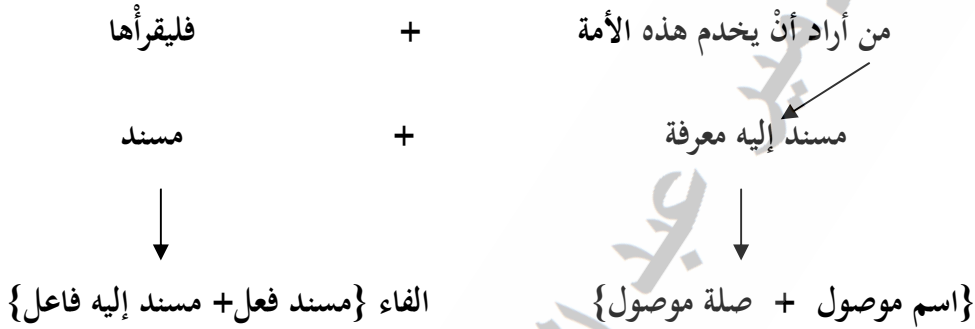 من أراد أنْ يخدم هذه الأمة + فليقرأْها
مسند إليه معرفة + مسند
{اسم موصول + صلة موصول} الفاء {مسند فعل+ مسند إليه فاعل}